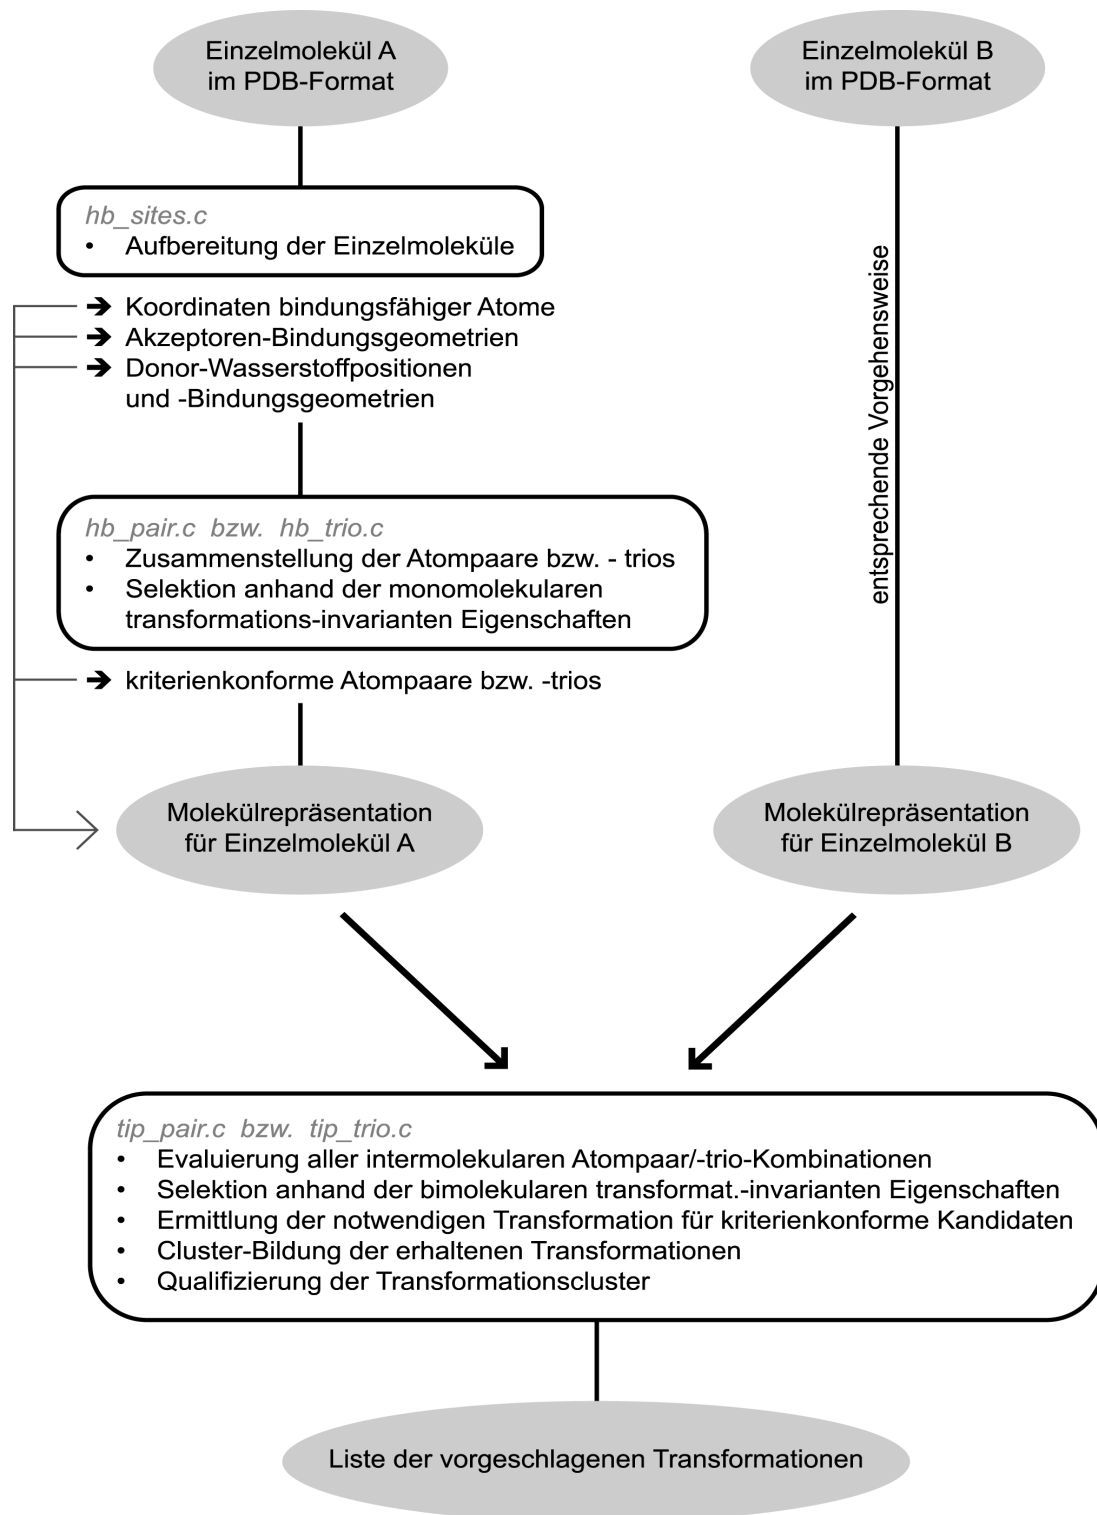 Einzelmolekül A
im PDB-Format
Einzelmolekül B
im PDB-Format
hb_sites.c
• Aufbereitung der Einzelmoleküle
➔ Koordinaten bindungsfähiger Atome
➔ Akzeptoren-Bindungsgeometrien
➔ Donor-Wasserstoffpositionen
und -Bindungsgeometrien
entsprechende Vorgehensweise
hb_pair.c bzw. hb_trio.c
• Zusammenstellung der Atompaare bzw. - trios
• Selektion anhand der monomolekularen
transformations-invarianten Eigenschaften
➔ kriterienkonforme Atompaare bzw. -trios
Molekülrepräsentation
für Einzelmolekül A
Molekülrepräsentation
für Einzelmolekül B
tip_pair.c bzw. tip_trio.c
• Evaluierung aller intermolekularen Atompaar/-trio-Kombinationen
• Selektion anhand der bimolekularen transformat.-invarianten Eigenschaften
• Ermittlung der notwendigen Transformation für kriterienkonforme Kandidaten
• Cluster-Bildung der erhaltenen Transformationen
• Qualifizierung der Transformationscluster
Liste der vorgeschlagenen Transformationen